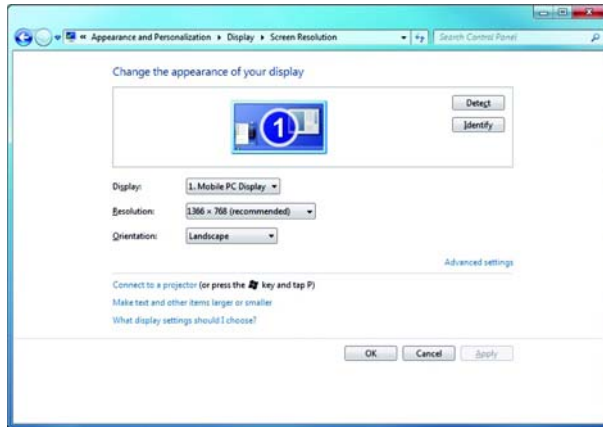 « Appearance and Personalization ▸ Display ▸ Screen Resolution
Search Control Panel
Change the appearance of your display
1
Detect
Identify
Display: 1. Mobile PC Display
Resolution: 1366 × 768 (recommended)
Orientation: Landscape
Advanced settings
Connect to a projector (or press the key and tap P)
Make text and other items larger or smaller
What display settings should I choose?
OK Cancel Apply